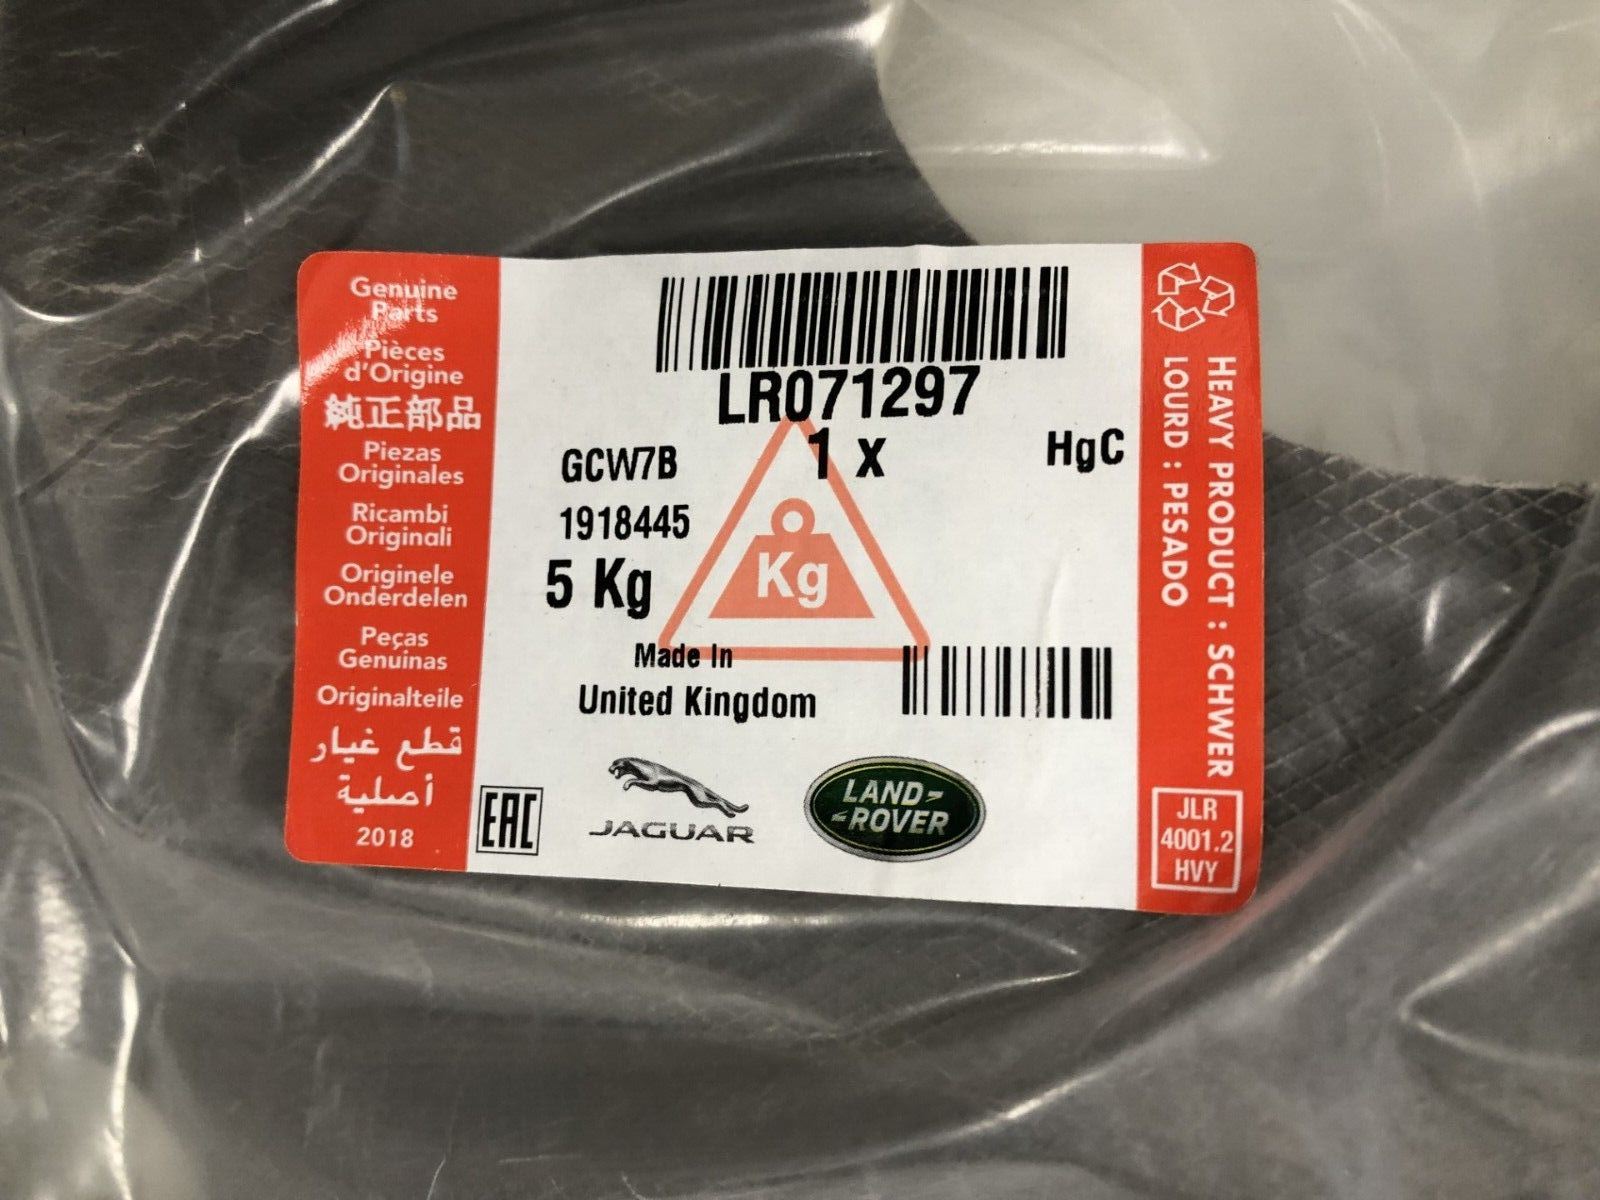 Genuine
Parts
Pièces
d'Origine
純正部品
Piezas
Originales
Ricambi
Originali
Originele
Onderdelen
Peças
Genuinas
Originalteile
قطع غيار
أصلية
2018
LR071297
1 x
HgC
GCW7B
1918445
5 Kg
Kg
Made In
United Kingdom
EAC
JAGUAR
LAND-
-ROVER
HEAVY PRODUCT : SCHWER
LOURD : PESADO
JLR
4001.2
HVY